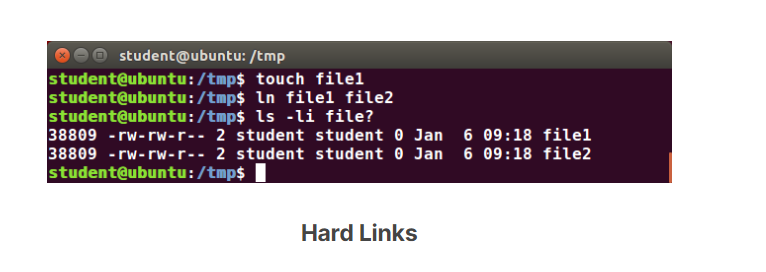 student@ubuntu: /tmp
student@ubuntu:/tmp$ touch file1
student@ubuntu:/tmp$ ln file1 file2
student@ubuntu:/tmp$ ls -li file?
38809 -rw-rw-r-- 2 student student 0 Jan  6 09:18 file1
38809 -rw-rw-r-- 2 student student 0 Jan  6 09:18 file2
student@ubuntu:/tmp$
Hard Links